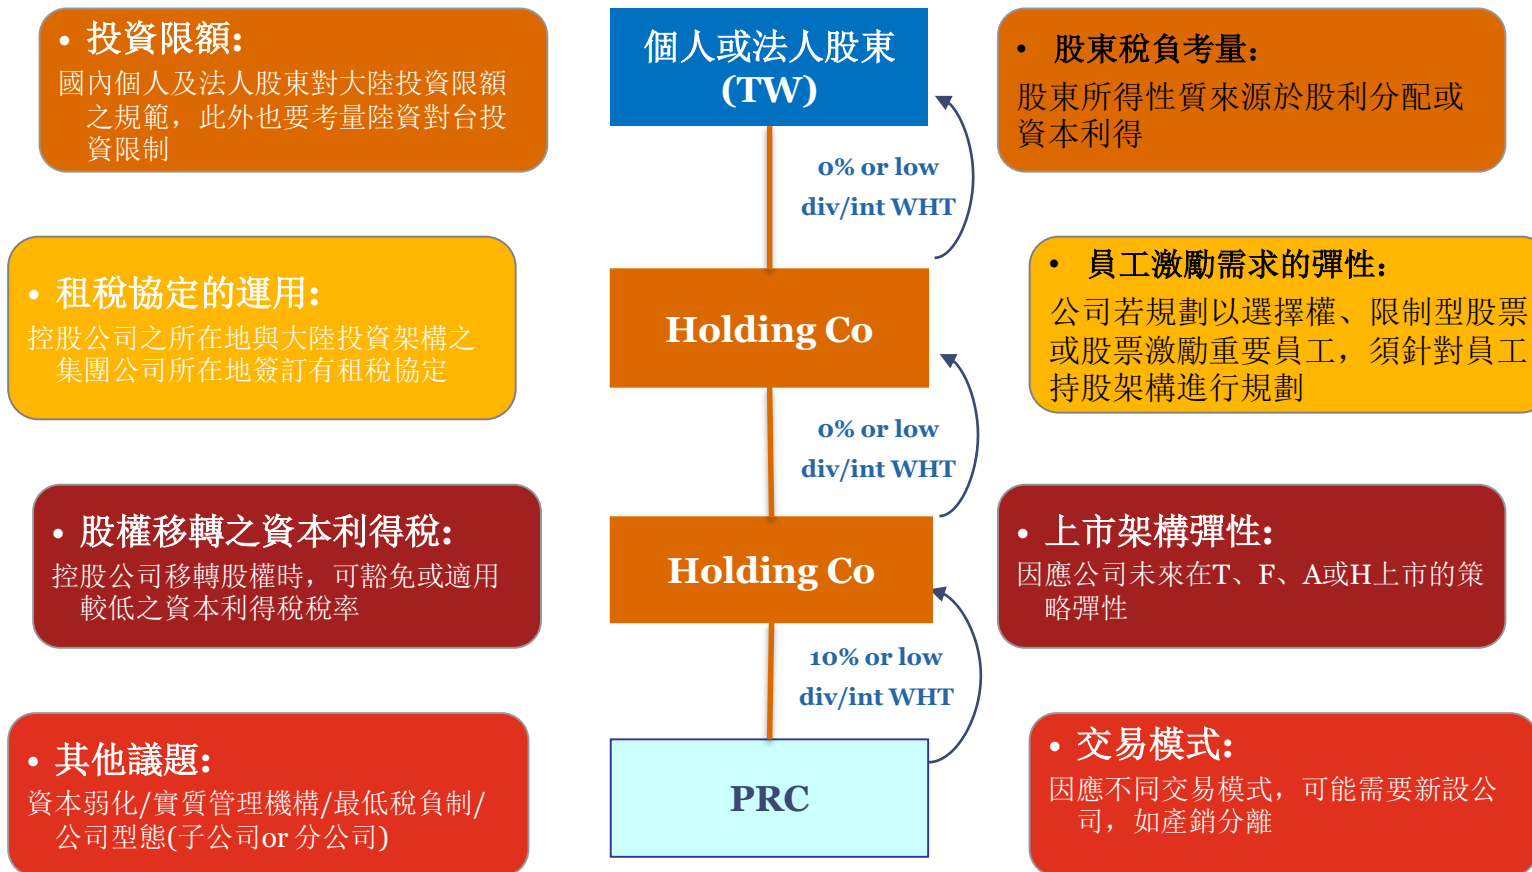 • 投資限額:
國內個人及法人股東對大陸投資限額
之規範，此外也要考量陸資對台投
資限制
• 租稅協定的運用:
控股公司之所在地與大陸投資架構之
集團公司所在地簽訂有租稅協定
• 股權移轉之資本利得稅:
控股公司移轉股權時，可豁免或適用
較低之資本利得稅稅率
• 其他議題:
資本弱化/實質管理機構/最低稅負制/
公司型態(子公司or 分公司)
個人或法人股東
(TW)
0% or low
div/int WHT
Holding Co
0% or low
div/int WHT
Holding Co
10% or low
div/int WHT
PRC
• 股東稅負考量:
股東所得性質來源於股利分配或
資本利得
• 員工激勵需求的彈性:
公司若規劃以選擇權、限制型股票
或股票激勵重要員工，須針對員工
持股架構進行規劃
• 上市架構彈性:
因應公司未來在T、F、A或H上市的策
略彈性
• 交易模式:
因應不同交易模式，可能需要新設公
司，如產銷分離